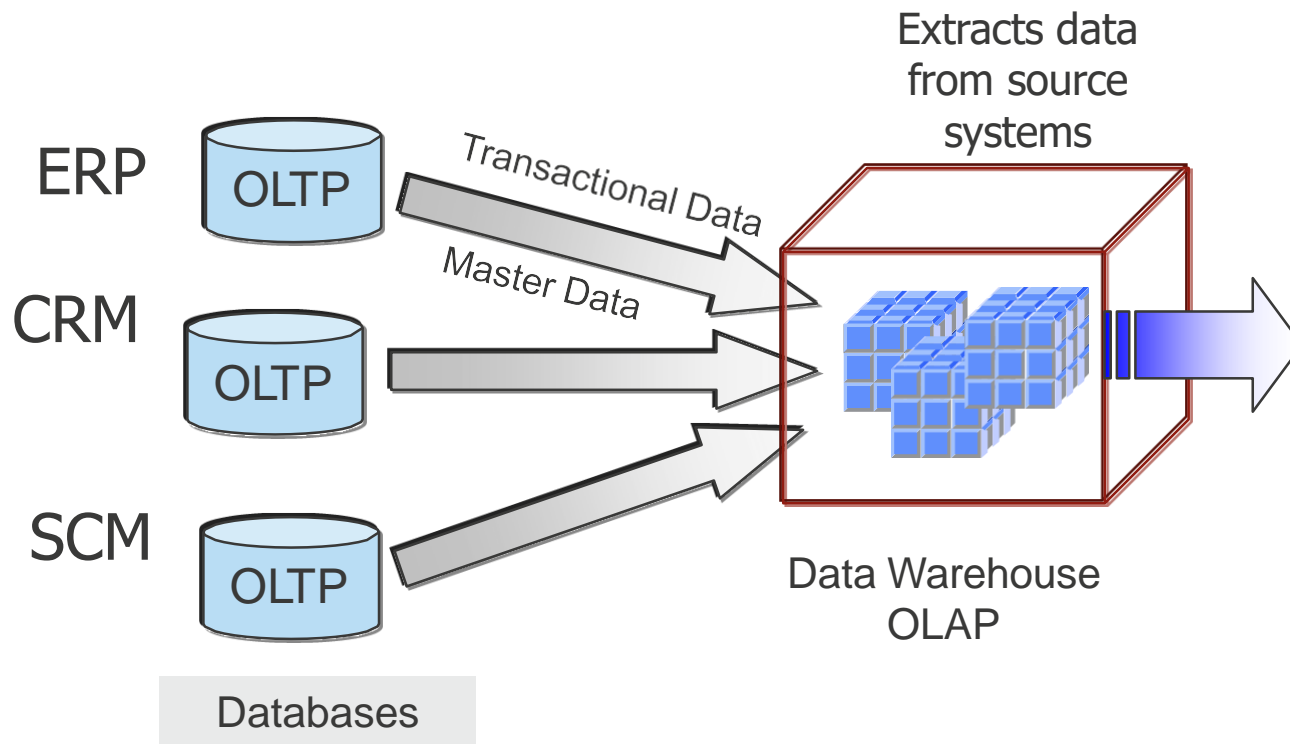 Extracts data
from source
systems
ERP
OLTP
Transactional Data
Master Data
CRM
OLTP
SCM
OLTP
Data Warehouse
OLAP
Databases